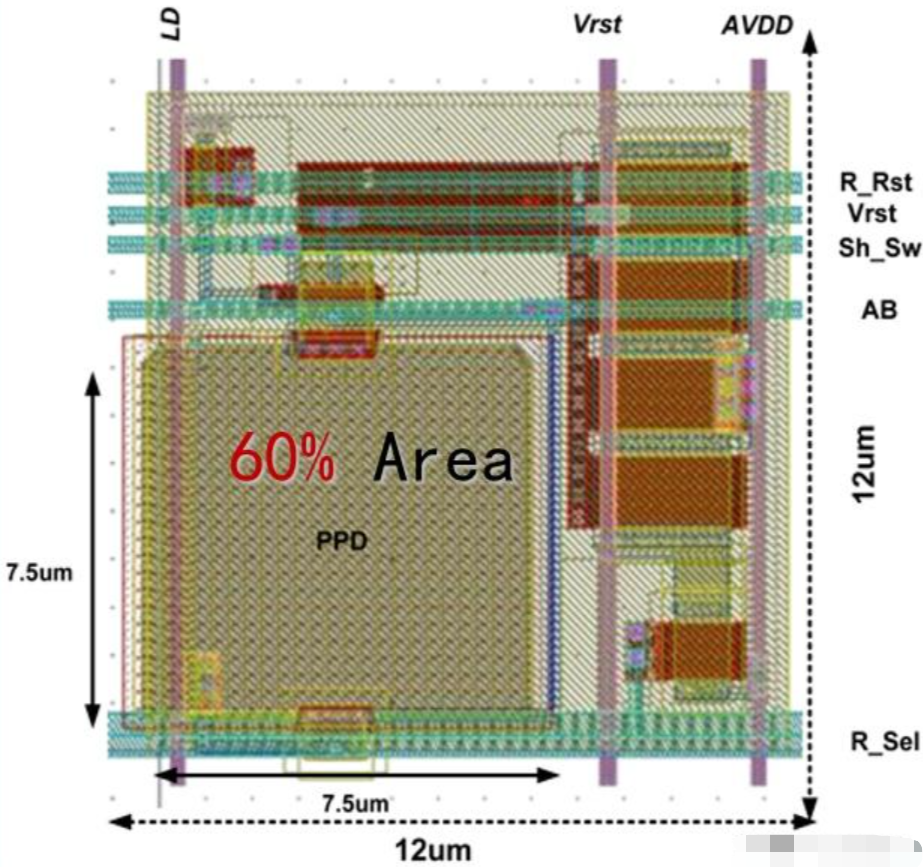 LD
Vrst
AVDD
R_Rst
Vrst
Sh_Sw
AB
60% Area
PPD
12um
7.5um
R_Sel
7.5um
12um